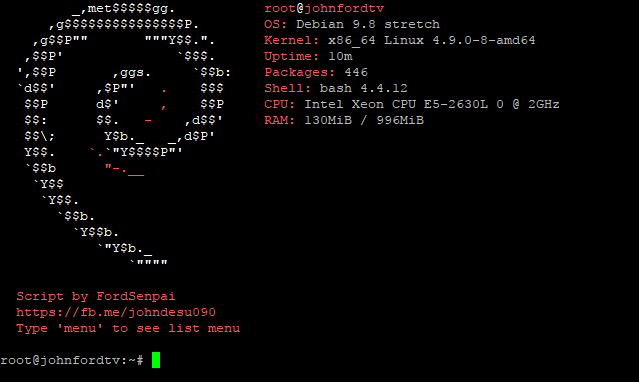 _,met$$$$$gg.           root@johnfordtv
      ,g$$$$$$$$$$$$$$$P.        OS: Debian 9.8 stretch
    ,g$$P""       """Y$$.".      Kernel: x86_64 Linux 4.9.0-8-amd64
   ,$$P'              `$$$.      Uptime: 10m
  ',$$P       ,ggs.     `$$b:    Packages: 446
  `d$$'     ,$P"'   .    $$$     Shell: bash 4.4.12
   $$P      d$'     ,    $$P     CPU: Intel Xeon CPU E5-2630L 0 @ 2GHz
   $$:      $$.   -    ,d$$'     RAM: 130MiB / 996MiB
   $$\;      Y$b._   _,d$P'
   Y$$.    `.`"Y$$$$P"'
   `$$b      "-.__
    `Y$$
     `Y$$.
       `$$b.
         `Y$$b.
            `"Y$b._
                `""""
Script by FordSenpai
https://fb.me/johndesu090
Type 'menu' to see list menu
root@johnfordtv:~#